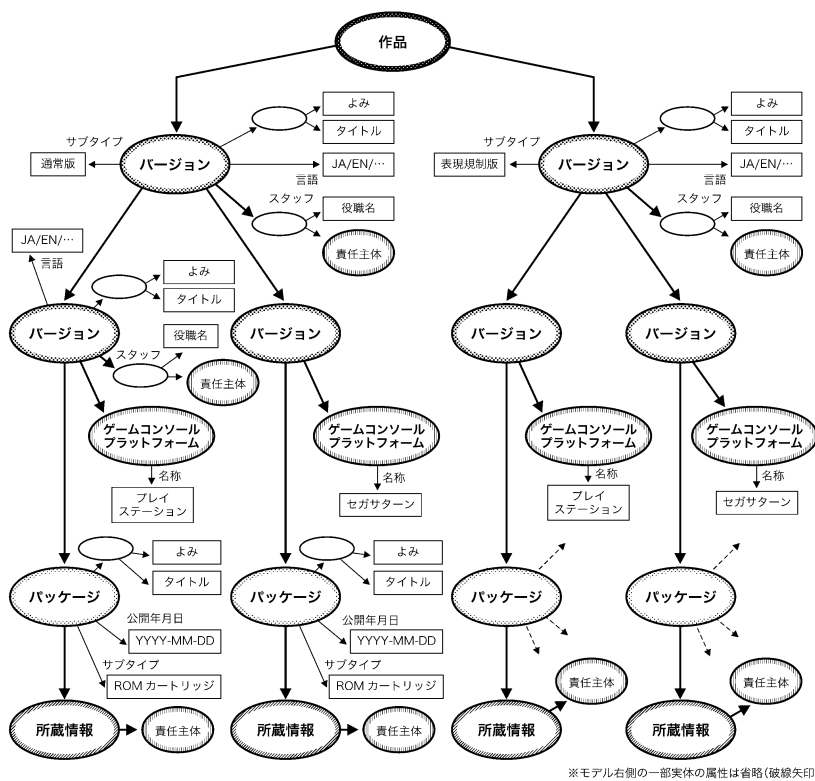 作品
よみ
タイトル
サブタイプ
通常版
バージョン
JA/EN/…
言語
スタッフ
役職名
責任主体
よみ
タイトル
サブタイプ
表現規制版
バージョン
JA/EN/…
言語
スタッフ
役職名
責任主体
JA/EN/…
言語
よみ
タイトル
バージョン
スタッフ
役職名
責任主体
バージョン
バージョン
バージョン
ゲームコンソール
プラットフォーム
名称
プレイ
ステーション
ゲームコンソール
プラットフォーム
名称
セガサターン
ゲームコンソール
プラットフォーム
名称
プレイ
ステーション
ゲームコンソール
プラットフォーム
名称
セガサターン
よみ
タイトル
パッケージ
公開年月日
YYYY-MM-DD
サブタイプ
ROM カートリッジ
よみ
タイトル
パッケージ
公開年月日
YYYY-MM-DD
サブタイプ
ROM カートリッジ
パッケージ
パッケージ
所蔵情報
責任主体
所蔵情報
責任主体
所蔵情報
責任主体
所蔵情報
責任主体
※モデル右側の一部実体の属性は省略(破線矢印